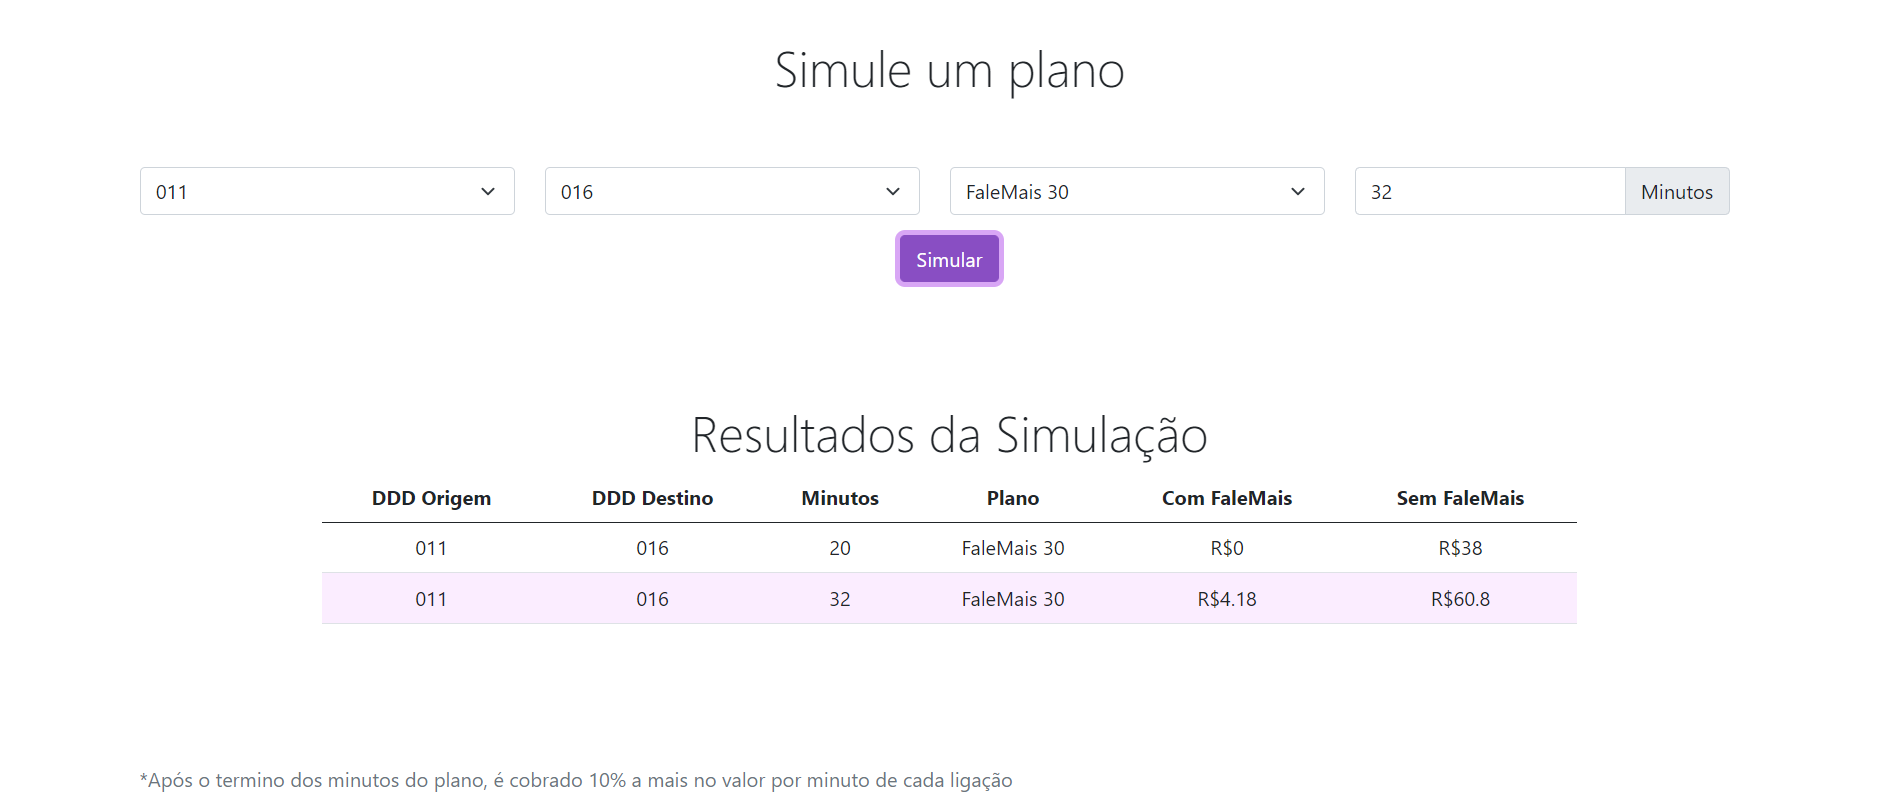 Simule um plano
011 016 FaleMais 30 32 Minutos
Simular
Resultados da Simulação
DDD Origem DDD Destino Minutos Plano Com FaleMais Sem FaleMais
011 016 20 FaleMais 30 R$0 R$38
011 016 32 FaleMais 30 R$4.18 R$60.8
*Após o termino dos minutos do plano, é cobrado 10% a mais no valor por minuto de cada ligação